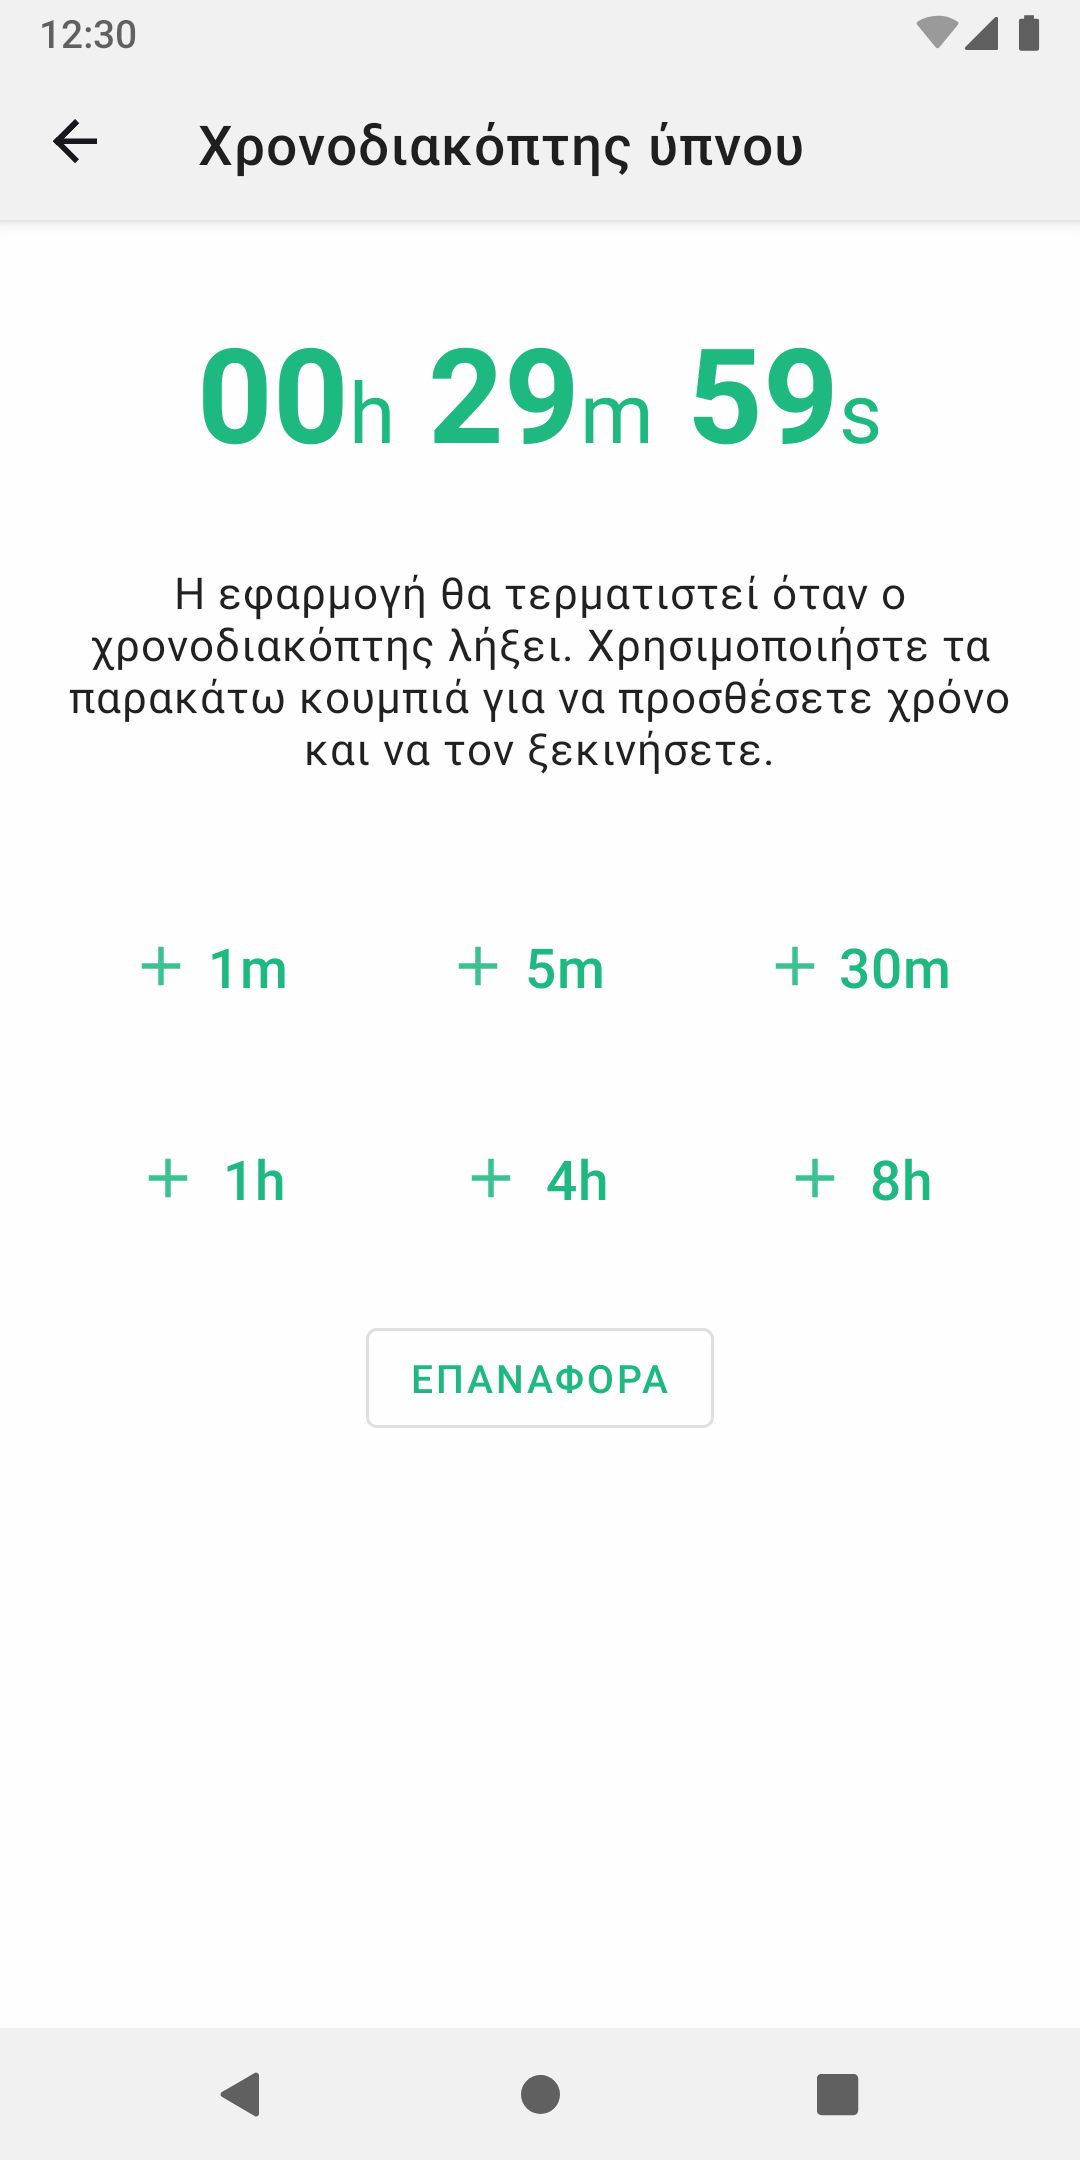 12:30
Χρονοδιακόπτης ύπνου
00h 29m 59s
Η εφαρμογή θα τερματιστεί όταν ο
χρονοδιακόπτης λήξει. Χρησιμοποιήστε τα
παρακάτω κουμπιά για να προσθέσετε χρόνο
και να τον ξεκινήσετε.
+ 1m + 5m + 30m
+ 1h + 4h + 8h
ΕΠΑΝΑΦΟΡΑ